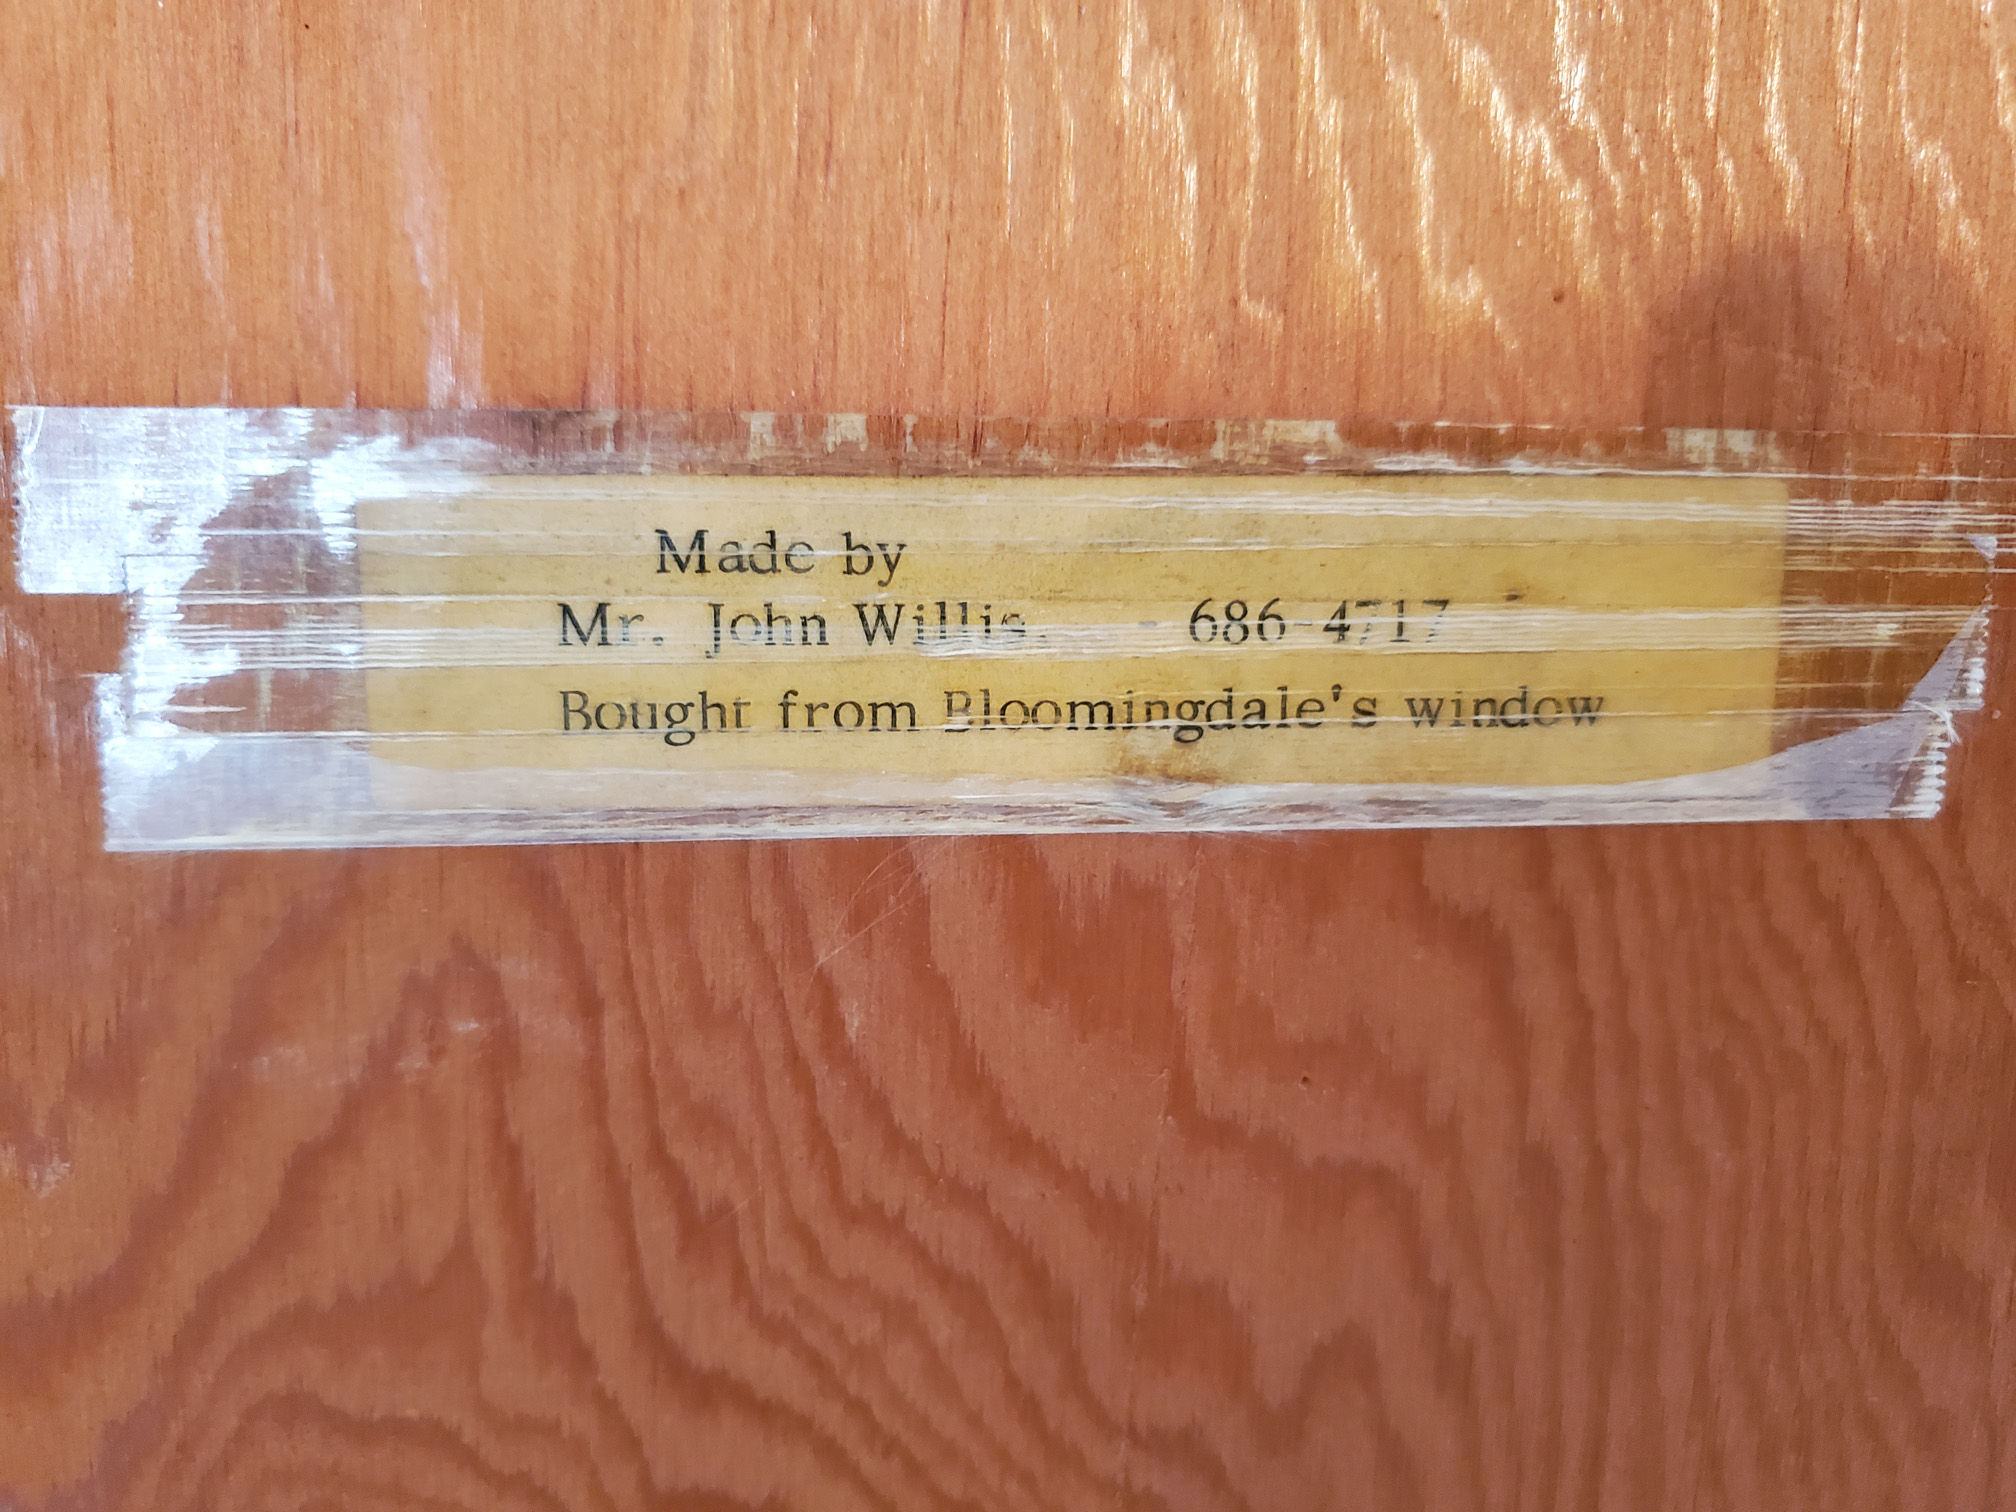 Made by
Mr. John Willis. - 686-4717
Bought from Bloomingdale's window